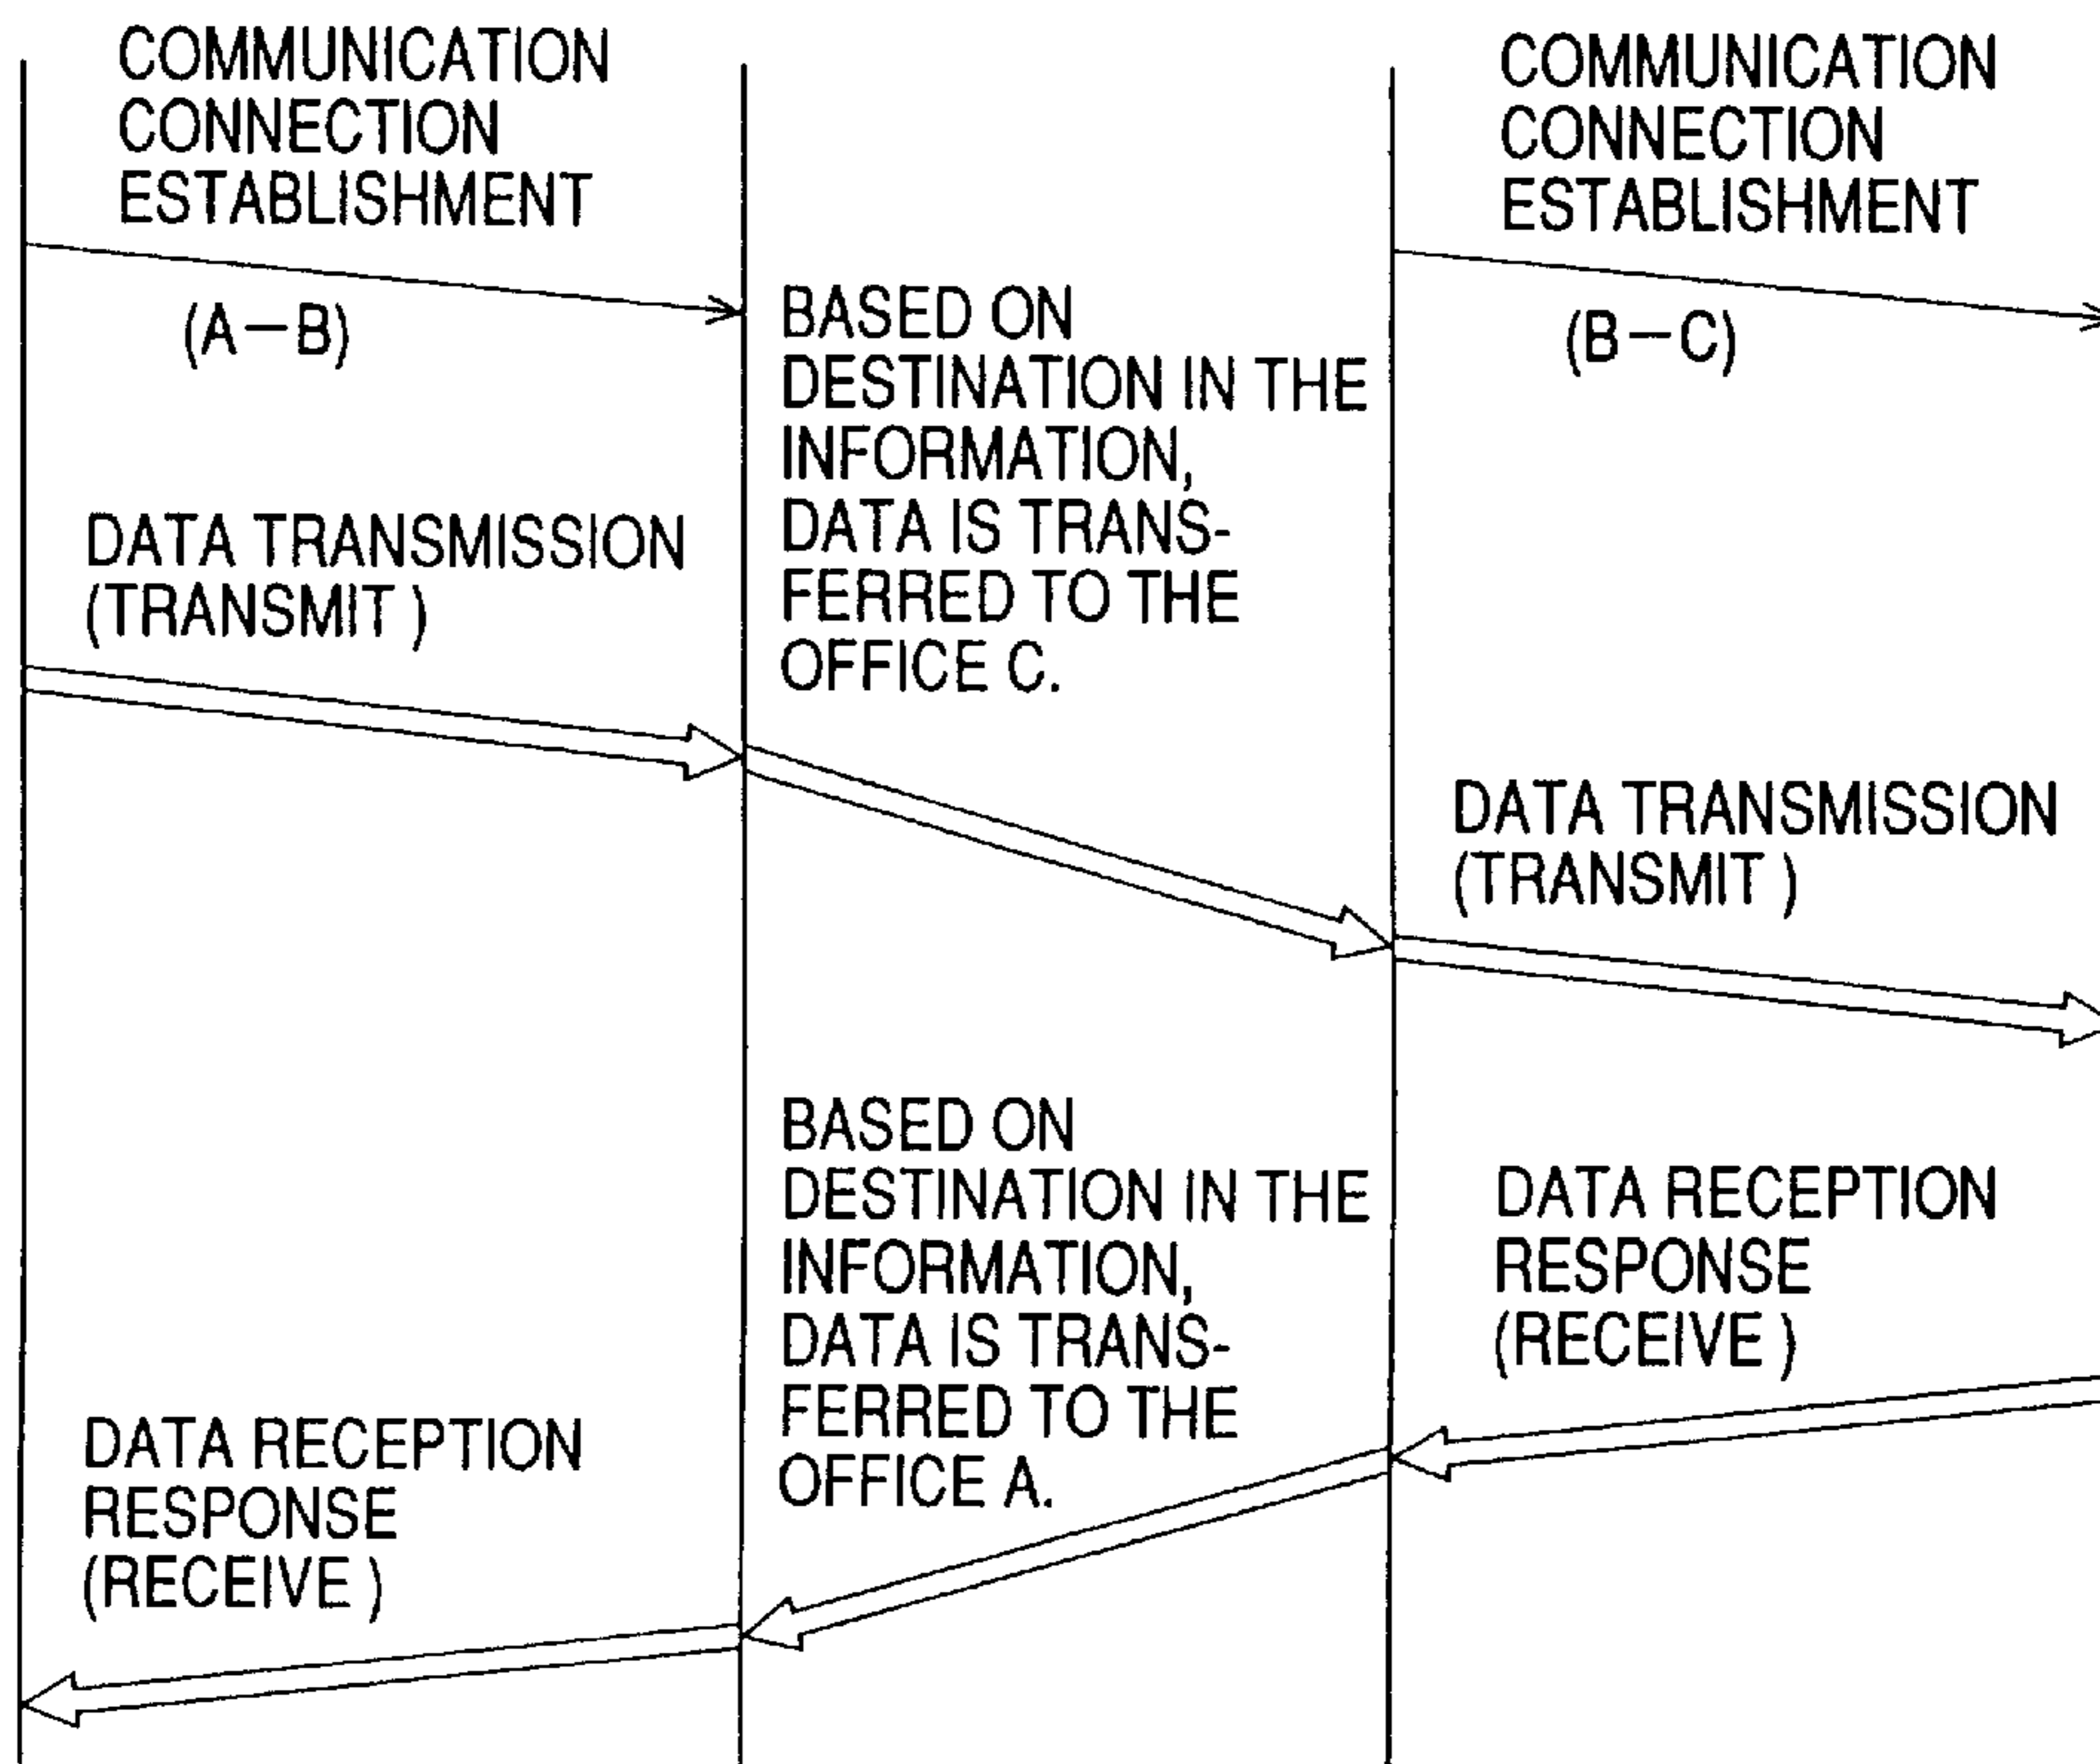 COMMUNICATION
CONNECTION
ESTABLISHMENT
(A—B)
COMMUNICATION
CONNECTION
ESTABLISHMENT
(B—C)
BASED ON
DESTINATION IN THE
INFORMATION,
DATA IS TRANS-
FERRED TO THE
OFFICE C.
DATA TRANSMISSION
(TRANSMIT )
DATA TRANSMISSION
(TRANSMIT )
BASED ON
DESTINATION IN THE
INFORMATION,
DATA IS TRANS-
FERRED TO THE
OFFICE A.
DATA RECEPTION
RESPONSE
(RECEIVE )
DATA RECEPTION
RESPONSE
(RECEIVE )